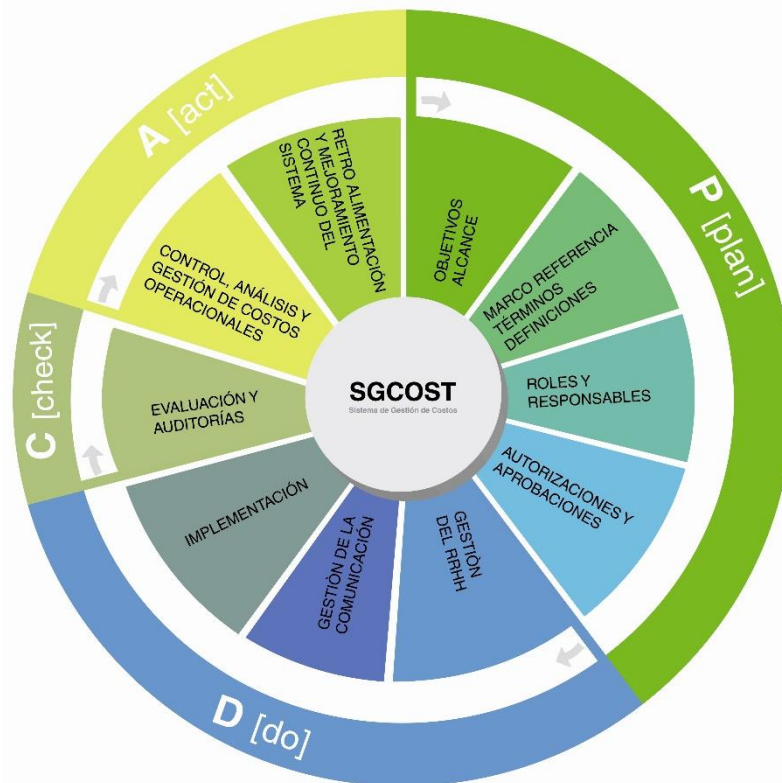 A [act]
P [plan]
C [check]
D [do]
RETRO ALIMENTACIÓN
Y MEJORAMIENTO
CONTINUO DEL
SISTEMA
OBJETIVOS
ALCANCE
MARCO REFERENCIA
TÉRMINOS
DEFINICIONES
ROLES Y
RESPONSABLES
AUTORIZACIONES Y
APROBACIONES
GESTIÒN
DEL RRHH
GESTIÒN DE LA
COMUNICACIÓN
IMPLEMENTACIÓN
EVALUACIÓN Y
AUDITORÍAS
CONTROL, ANÁLISIS Y
GESTIÓN DE COSTOS
OPERACIONALES
SGCOST
Sistema de Gestión de Costos